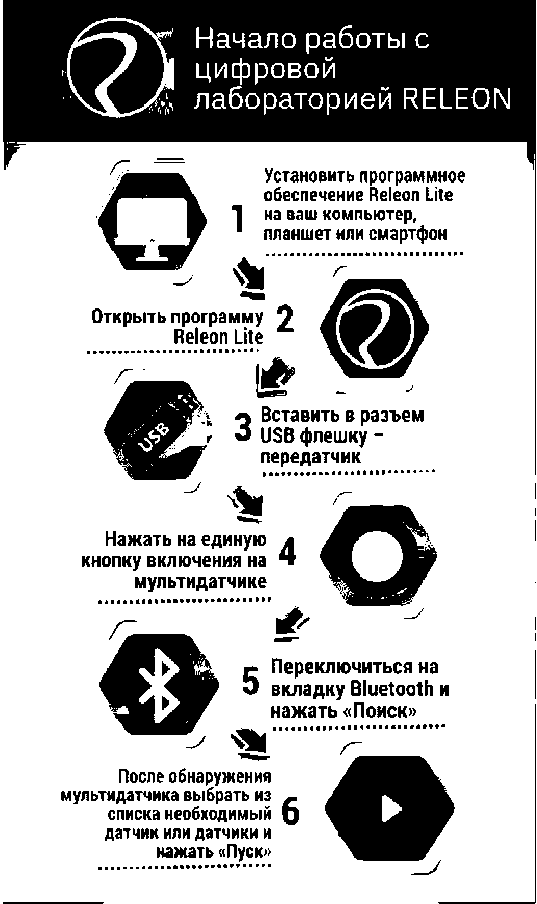 Начало работы с
цифровой
лабораторией RELEON
Установить программное
обеспечение Releon Lite
на ваш компьютер,
планшет или смартфон
1
Открыть программу
Releon Lite
2
USB
3
Вставить в разъем
USB флешку –
передатчик
Нажать на единую
кнопку включения на
мультидатчике
4
5
Переключиться на
вкладку Bluetooth и
нажать «Поиск»
После обнаружения
мультидатчика выбрать из
списка необходимый
датчик или датчики и
нажать «Пуск»
6